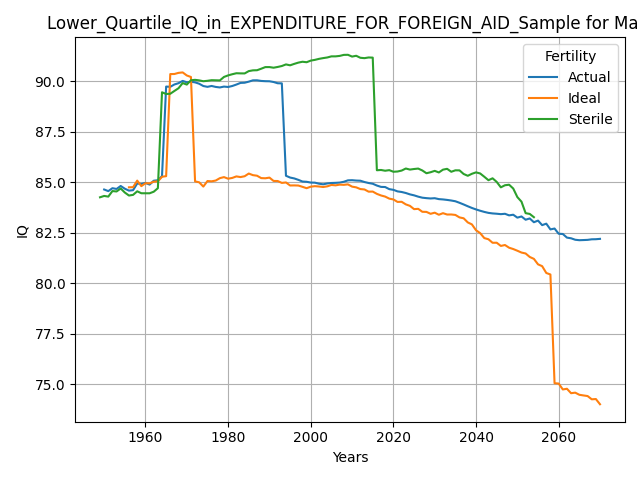 Lower_Quartile_IQ_in_EXPENDITURE_FOR_FOREIGN_AID_Sample for Ma
Fertility
Actual
Ideal
Sterile
IQ
90.0
87.5
85.0
82.5
80.0
77.5
75.0
1960 1980 2000 2020 2040 2060
Years